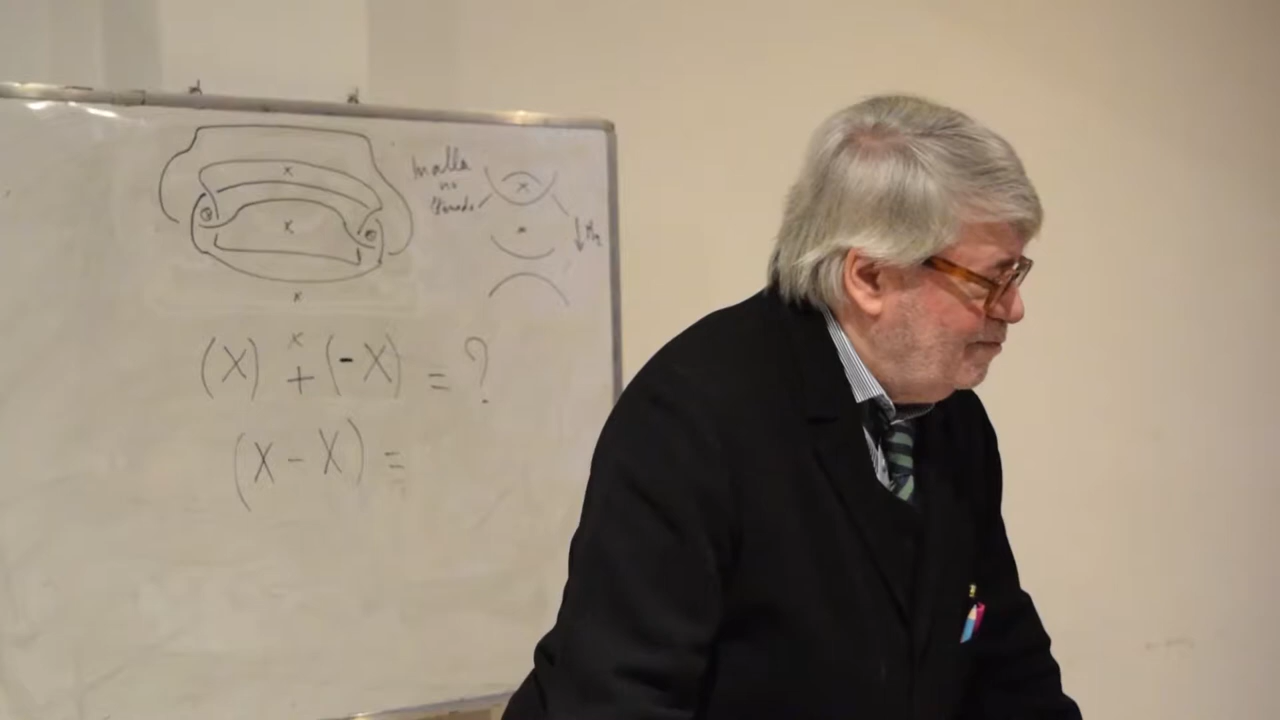 x
malla
no
x
x
x
x
(X) + (-X) = ?
(X - X) =